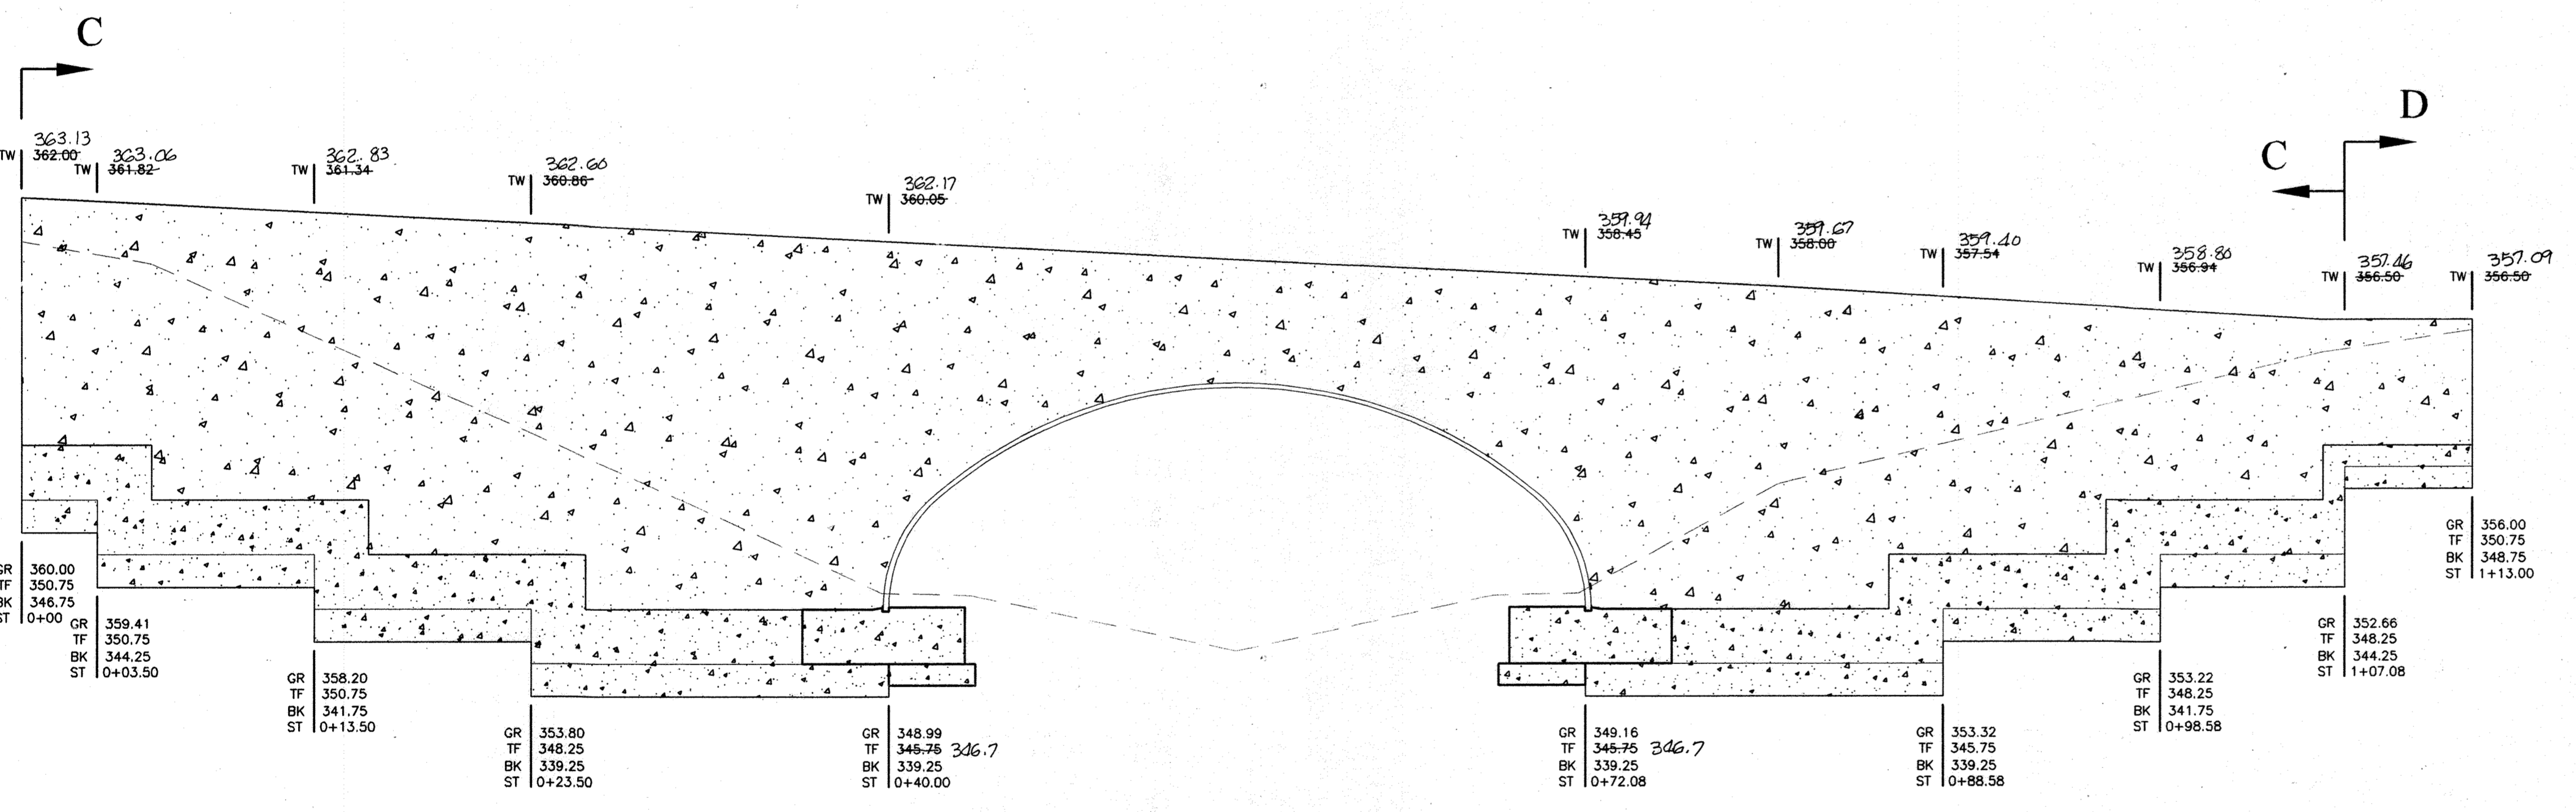 C
D
C
TW 363.13
362.00
TW 363.06
361.82
TW 362.83
361.34
TW 362.60
360.86
TW 362.17
360.05
TW 359.94
358.45
TW 359.67
358.00
TW 359.40
357.54
TW 358.80
356.94
TW 357.46
356.50
TW 357.09
356.50
GR 360.00
TF 350.75
BK 346.75
ST 0+00
GR 359.41
TF 350.75
BK 344.25
ST 0+03.50
GR 358.20
TF 350.75
BK 341.75
ST 0+13.50
GR 353.80
TF 348.25
BK 339.25
ST 0+23.50
GR 348.99
TF 345.75 346.7
BK 339.25
ST 0+40.00
GR 349.16
TF 345.75 346.7
BK 339.25
ST 0+72.08
GR 353.32
TF 345.75
BK 339.25
ST 0+88.58
GR 353.22
TF 348.25
BK 341.75
ST 0+98.58
GR 352.66
TF 348.25
BK 344.25
ST 1+07.08
GR 356.00
TF 350.75
BK 348.75
ST 1+13.00